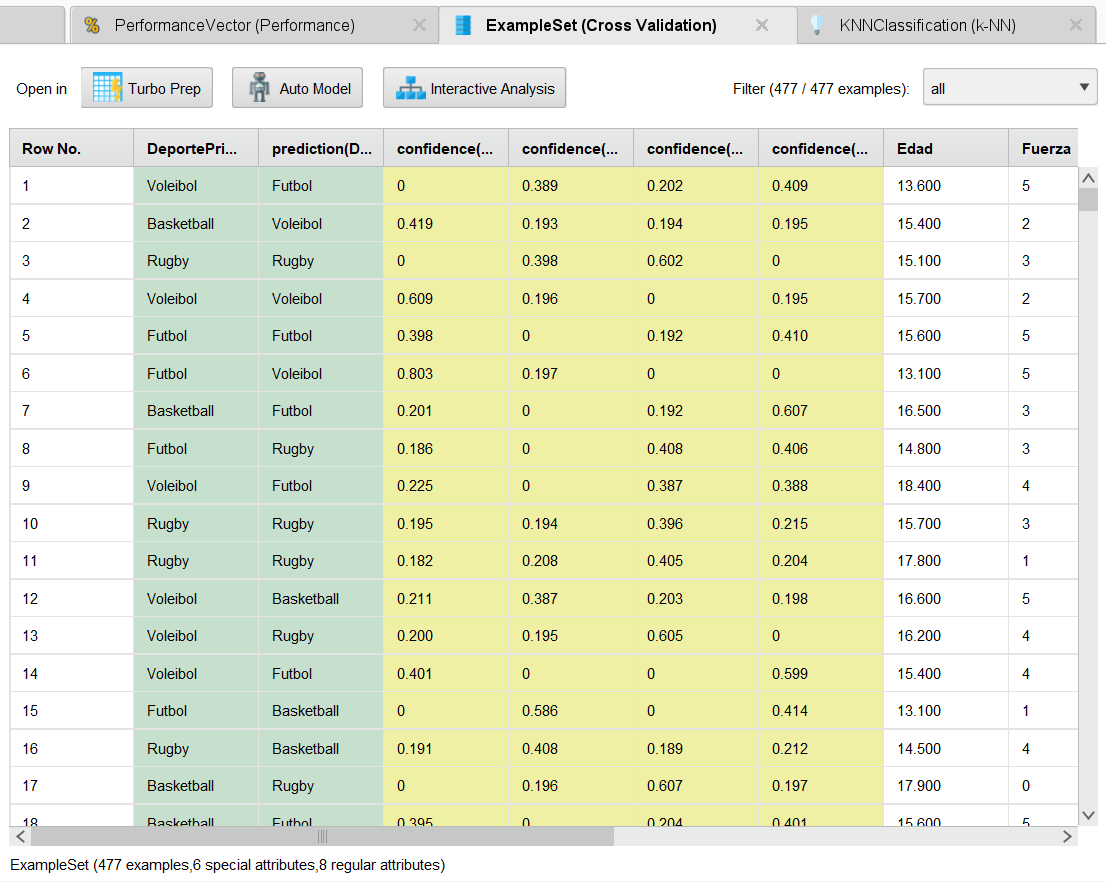 PerformanceVector (Performance) ExampleSet (Cross Validation) KNNClassification (k-NN)
Open in Turbo Prep Auto Model Interactive Analysis Filter (477 / 477 examples): all
Row No. DeportePri... prediction(D... confidence(... confidence(... confidence(... confidence(... Edad Fuerza
1 Voleibol Futbol 0 0.389 0.202 0.409 13.600 5
2 Basketball Voleibol 0.419 0.193 0.194 0.195 15.400 2
3 Rugby Rugby 0 0.398 0.602 0 15.100 3
4 Voleibol Voleibol 0.609 0.196 0 0.195 15.700 2
5 Futbol Futbol 0.398 0 0.192 0.410 15.600 5
6 Futbol Voleibol 0.803 0.197 0 0 13.100 5
7 Basketball Futbol 0.201 0 0.192 0.607 16.500 3
8 Futbol Rugby 0.186 0 0.408 0.406 14.800 3
9 Voleibol Futbol 0.225 0 0.387 0.388 18.400 4
10 Rugby Rugby 0.195 0.194 0.396 0.215 15.700 3
11 Rugby Rugby 0.182 0.208 0.405 0.204 17.800 1
12 Voleibol Basketball 0.211 0.387 0.203 0.198 16.600 5
13 Voleibol Rugby 0.200 0.195 0.605 0 16.200 4
14 Voleibol Futbol 0.401 0 0 0.599 15.400 4
15 Futbol Basketball 0 0.586 0 0.414 13.100 1
16 Rugby Basketball 0.191 0.408 0.189 0.212 14.500 4
17 Basketball Rugby 0 0.196 0.607 0.197 17.900 0
18 Basketball Futbol 0.395 0 0.204 0.401 15.600 5
ExampleSet (477 examples,6 special attributes,8 regular attributes)